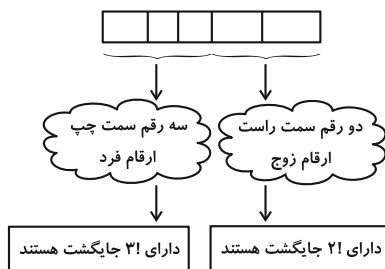 دو رقم سمت راست
ارقام زوج
سه رقم سمت چپ
ارقام فرد
دارای !۲ جایگشت هستند
دارای !۳ جایگشت هستند